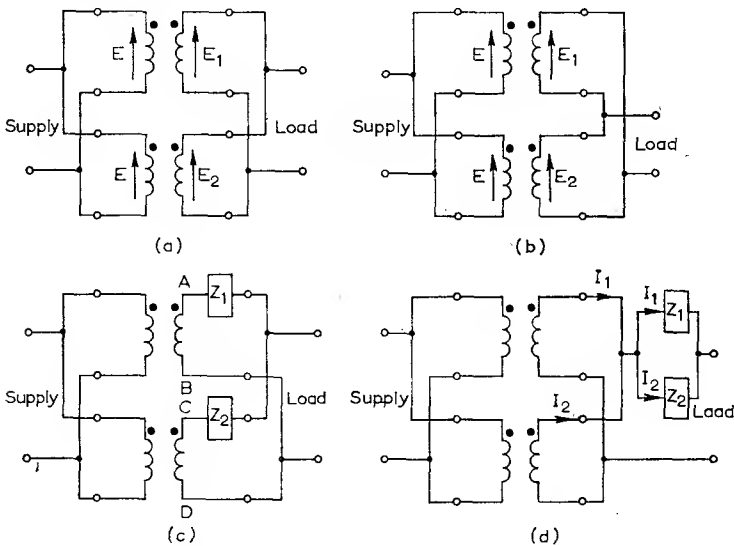 E E₁
Supply Load
E E₂
(a)
E E₁
Supply Load
E E₂
(b)
A Z₁
B
Supply C Load
Z₂
D
(c)
I₁
I₁ Z₁
Supply I₂ Z₂ Load
I₂
(d)